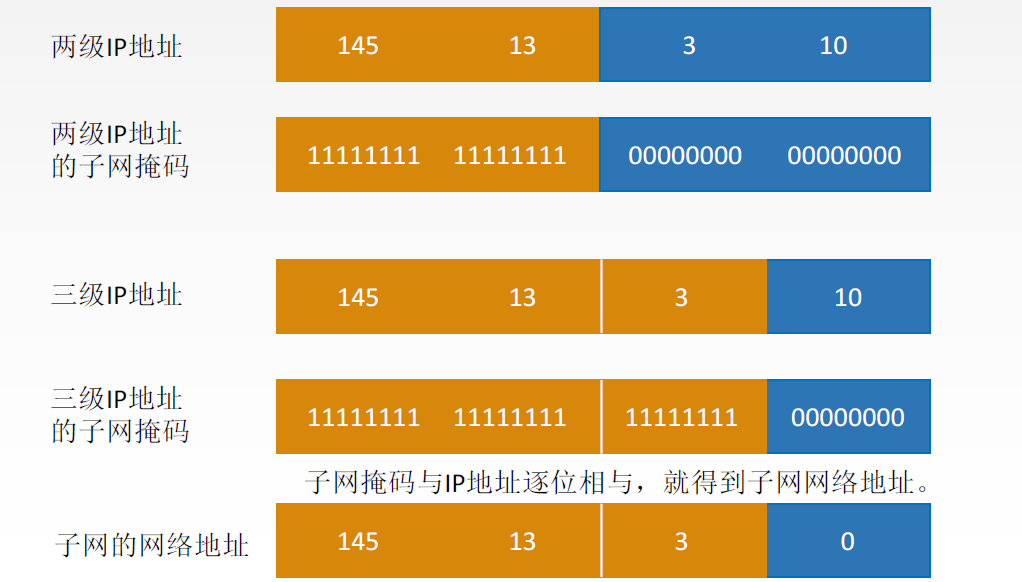 两级IP地址
145 13 3 10
两级IP地址
的子网掩码
11111111 11111111 00000000 00000000
三级IP地址
145 13 3 10
三级IP地址
的子网掩码
11111111 11111111 11111111 00000000
子网掩码与IP地址逐位相与，就得到子网网络地址。
子网的网络地址
145 13 3 0